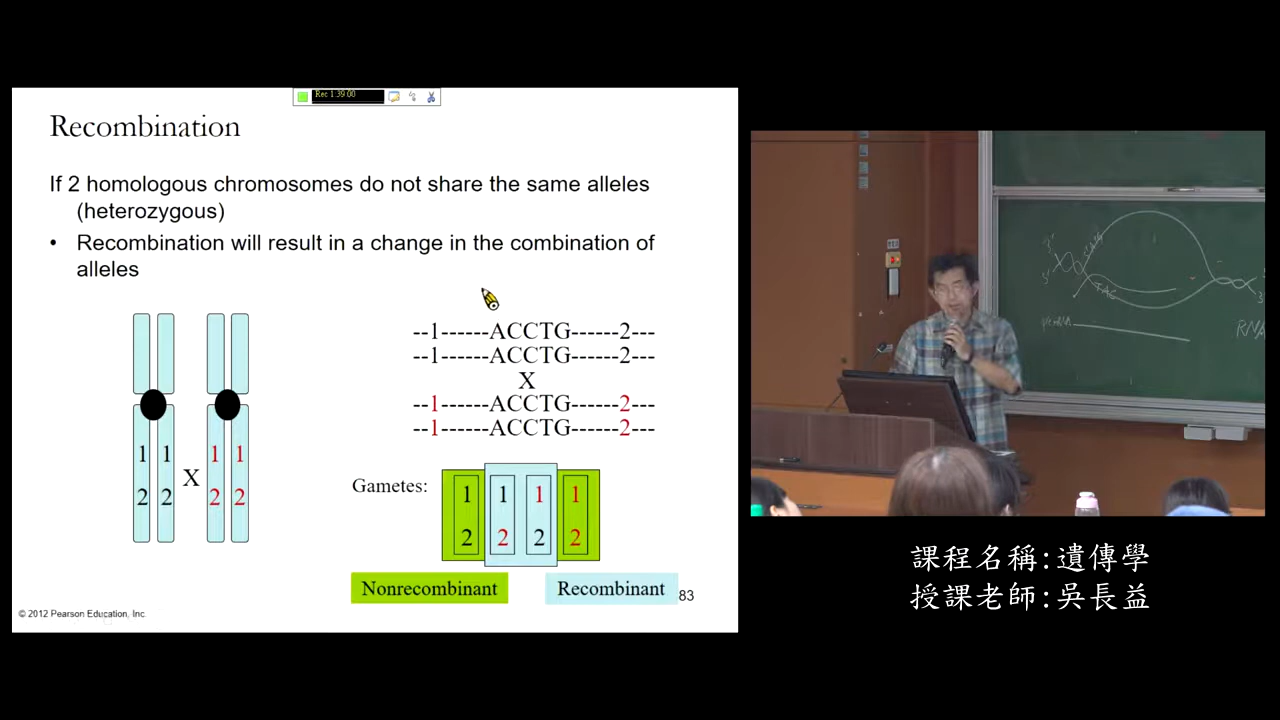 Rec 1:39:00
Recombination
If 2 homologous chromosomes do not share the same alleles
(heterozygous)
• Recombination will result in a change in the combination of
alleles
--1------ACCTG------2---
--1------ACCTG------2---
X
--1------ACCTG------2---
--1------ACCTG------2---
1 1 X 1 1
2 2 2 2
Gametes:
1 1 1 1
2 2 2 2
Nonrecombinant
Recombinant
83
© 2012 Pearson Education, Inc.
RNA
課程名稱:遺傳學
授課老師:吳長益